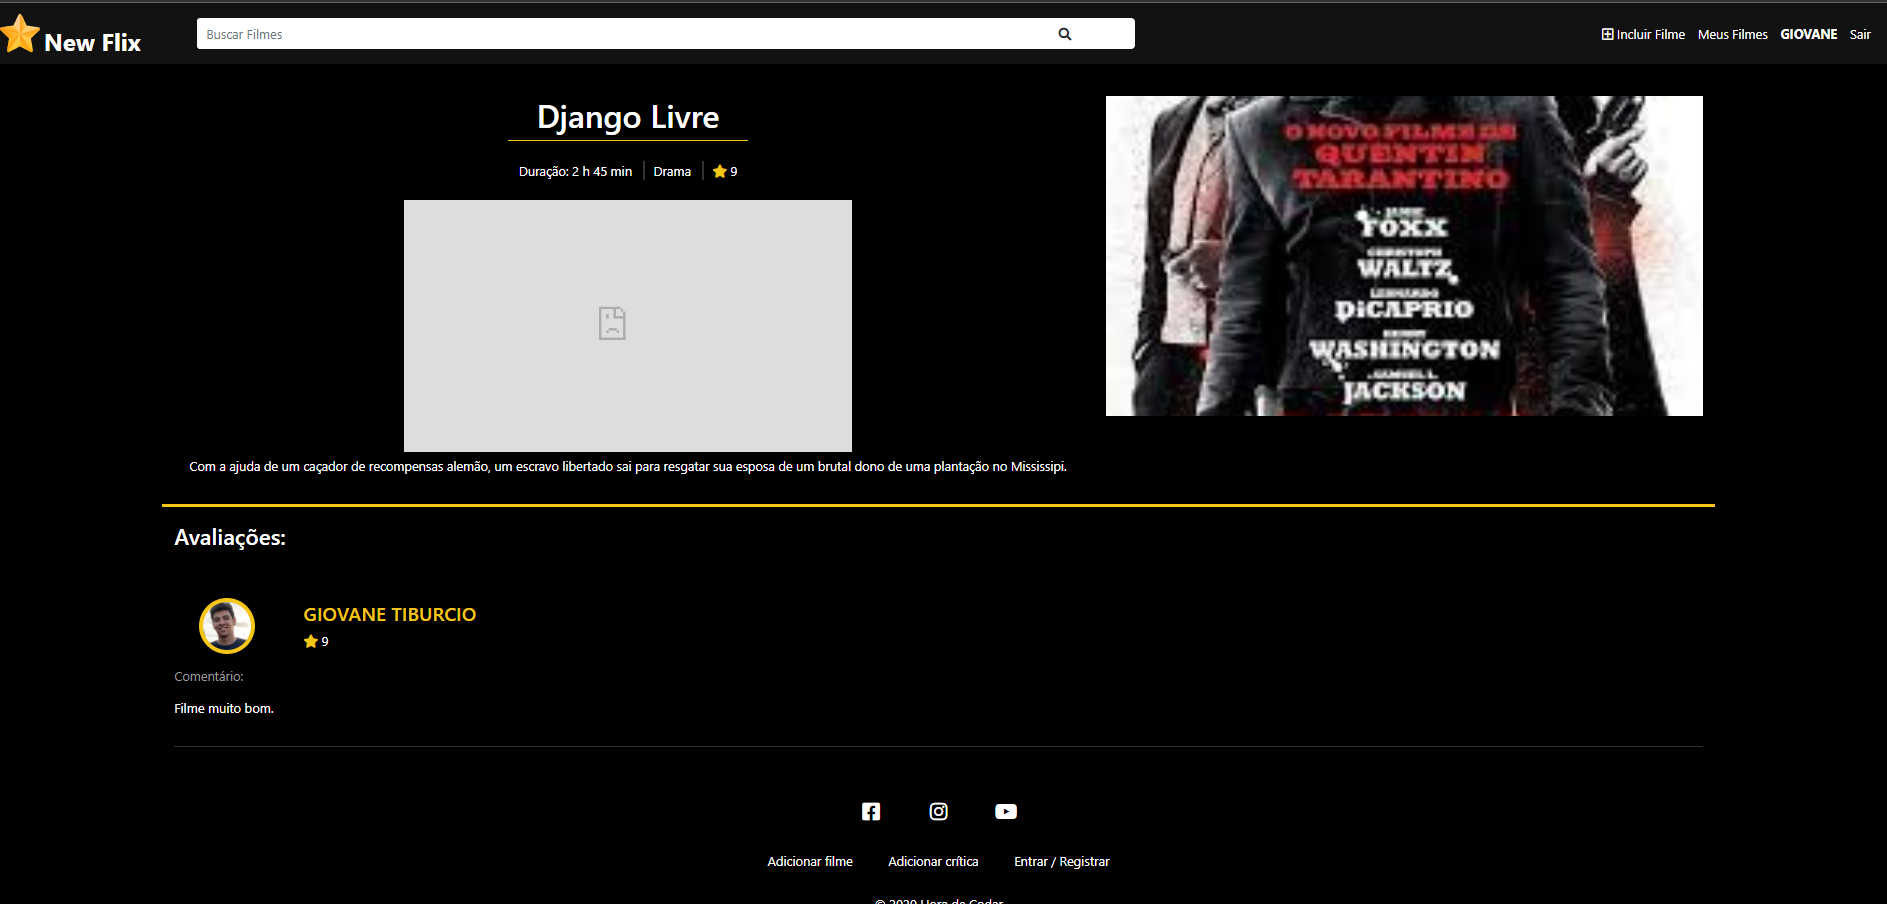 New Flix
Buscar Filmes
Incluir Filme Meus Filmes GIOVANE Sair
Django Livre
Duração: 2 h 45 min Drama 9
O NOVO FILME DE
QUENTIN
TARANTINO
JAMIE
FOXX
CHRISTOPH
WALTZ
LEONARDO
DiCAPRIO
KERRY
WASHINGTON
SAMUEL L.
JACKSON
Com a ajuda de um caçador de recompensas alemão, um escravo libertado sai para resgatar sua esposa de um brutal dono de uma plantação no Mississipi.
Avaliações:
GIOVANE TIBURCIO
9
Comentário:
Filme muito bom.
Adicionar filme Adicionar crítica Entrar / Registrar
© 2020 Hora de Codar